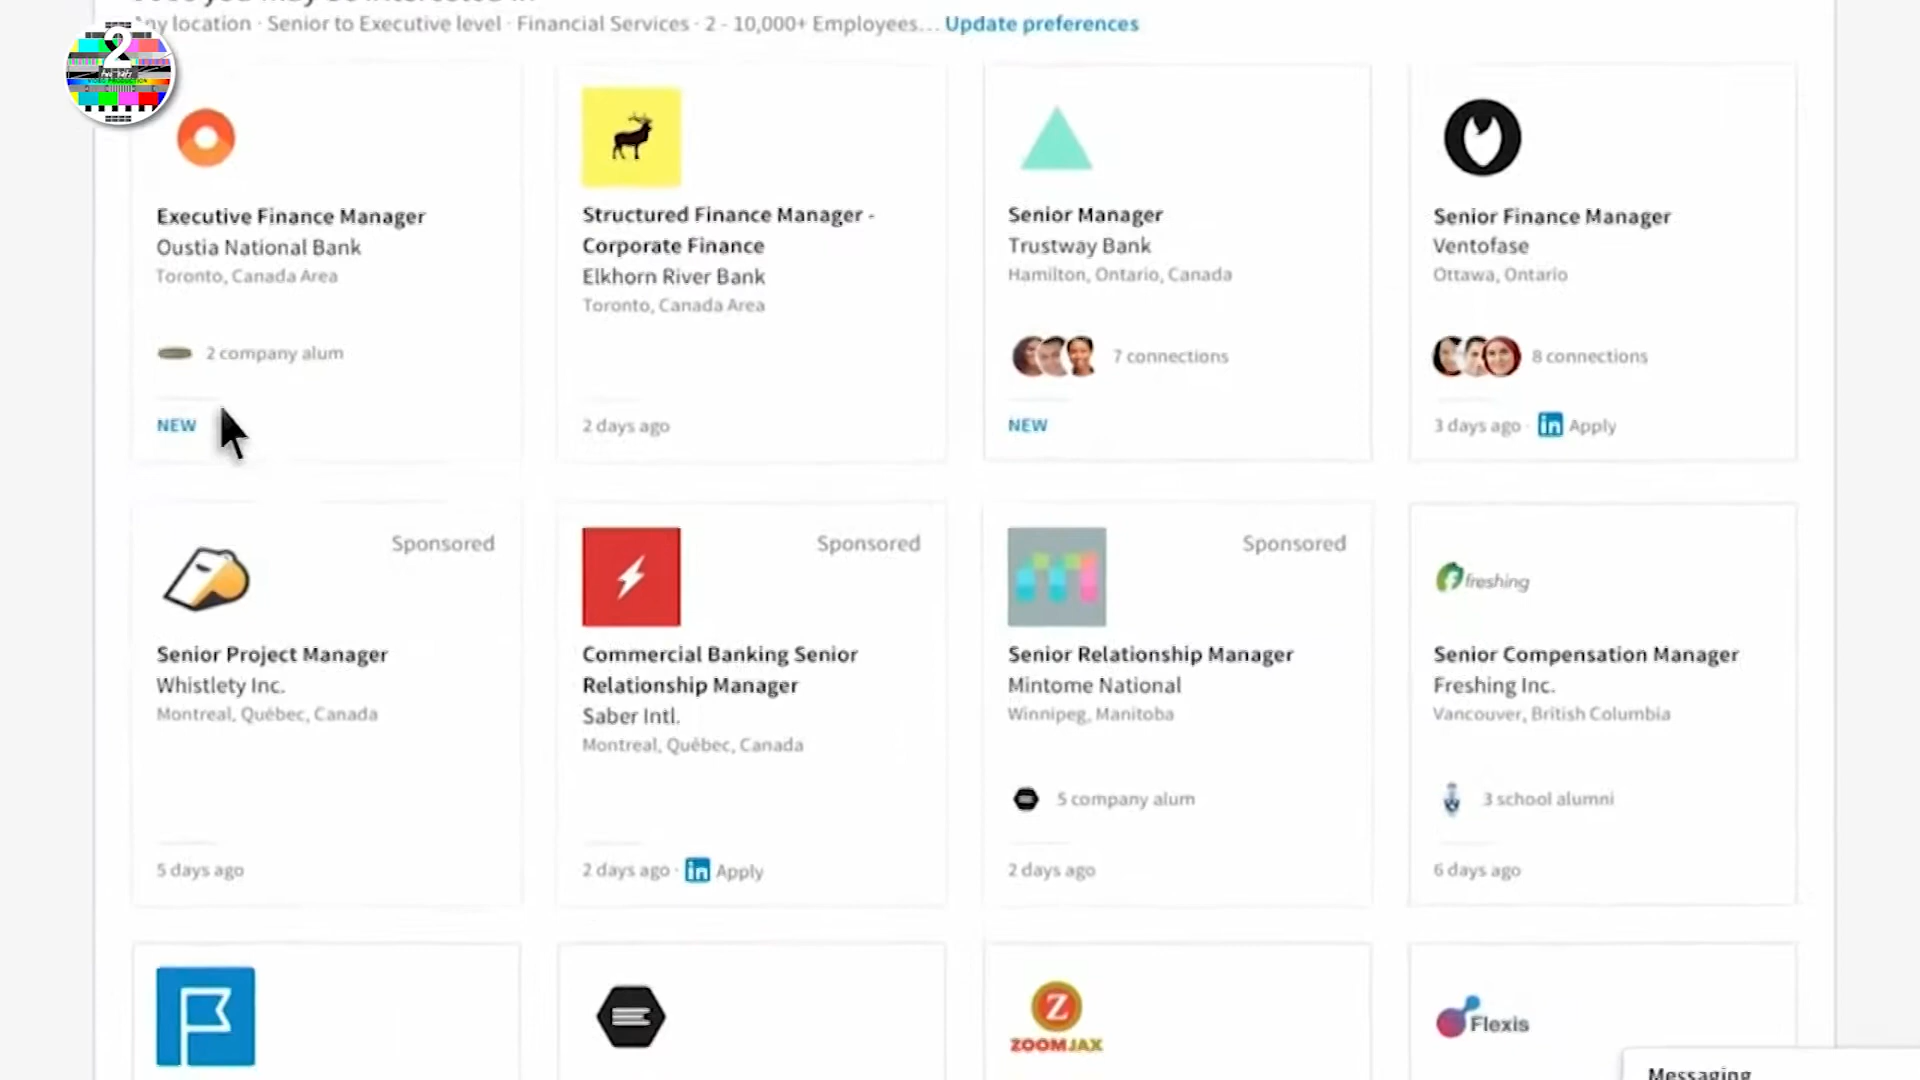 Any location · Senior to Executive level · Financial Services · 2 - 10,000+ Employees... Update preferences
Executive Finance Manager
Oustia National Bank
Toronto, Canada Area
2 company alum
NEW
Structured Finance Manager -
Corporate Finance
Elkhorn River Bank
Toronto, Canada Area
2 days ago
Senior Manager
Trustway Bank
Hamilton, Ontario, Canada
7 connections
NEW
Senior Finance Manager
Ventofase
Ottawa, Ontario
8 connections
3 days ago · in Apply
Sponsored
Senior Project Manager
Whistlety Inc.
Montreal, Québec, Canada
5 days ago
Sponsored
Commercial Banking Senior
Relationship Manager
Saber Intl.
Montreal, Québec, Canada
2 days ago · in Apply
Sponsored
Senior Relationship Manager
Mintome National
Winnipeg, Manitoba
5 company alum
2 days ago
freshing
Senior Compensation Manager
Freshing Inc.
Vancouver, British Columbia
3 school alumni
6 days ago
Z
ZOOMJAX
Flexis
Messaging
2